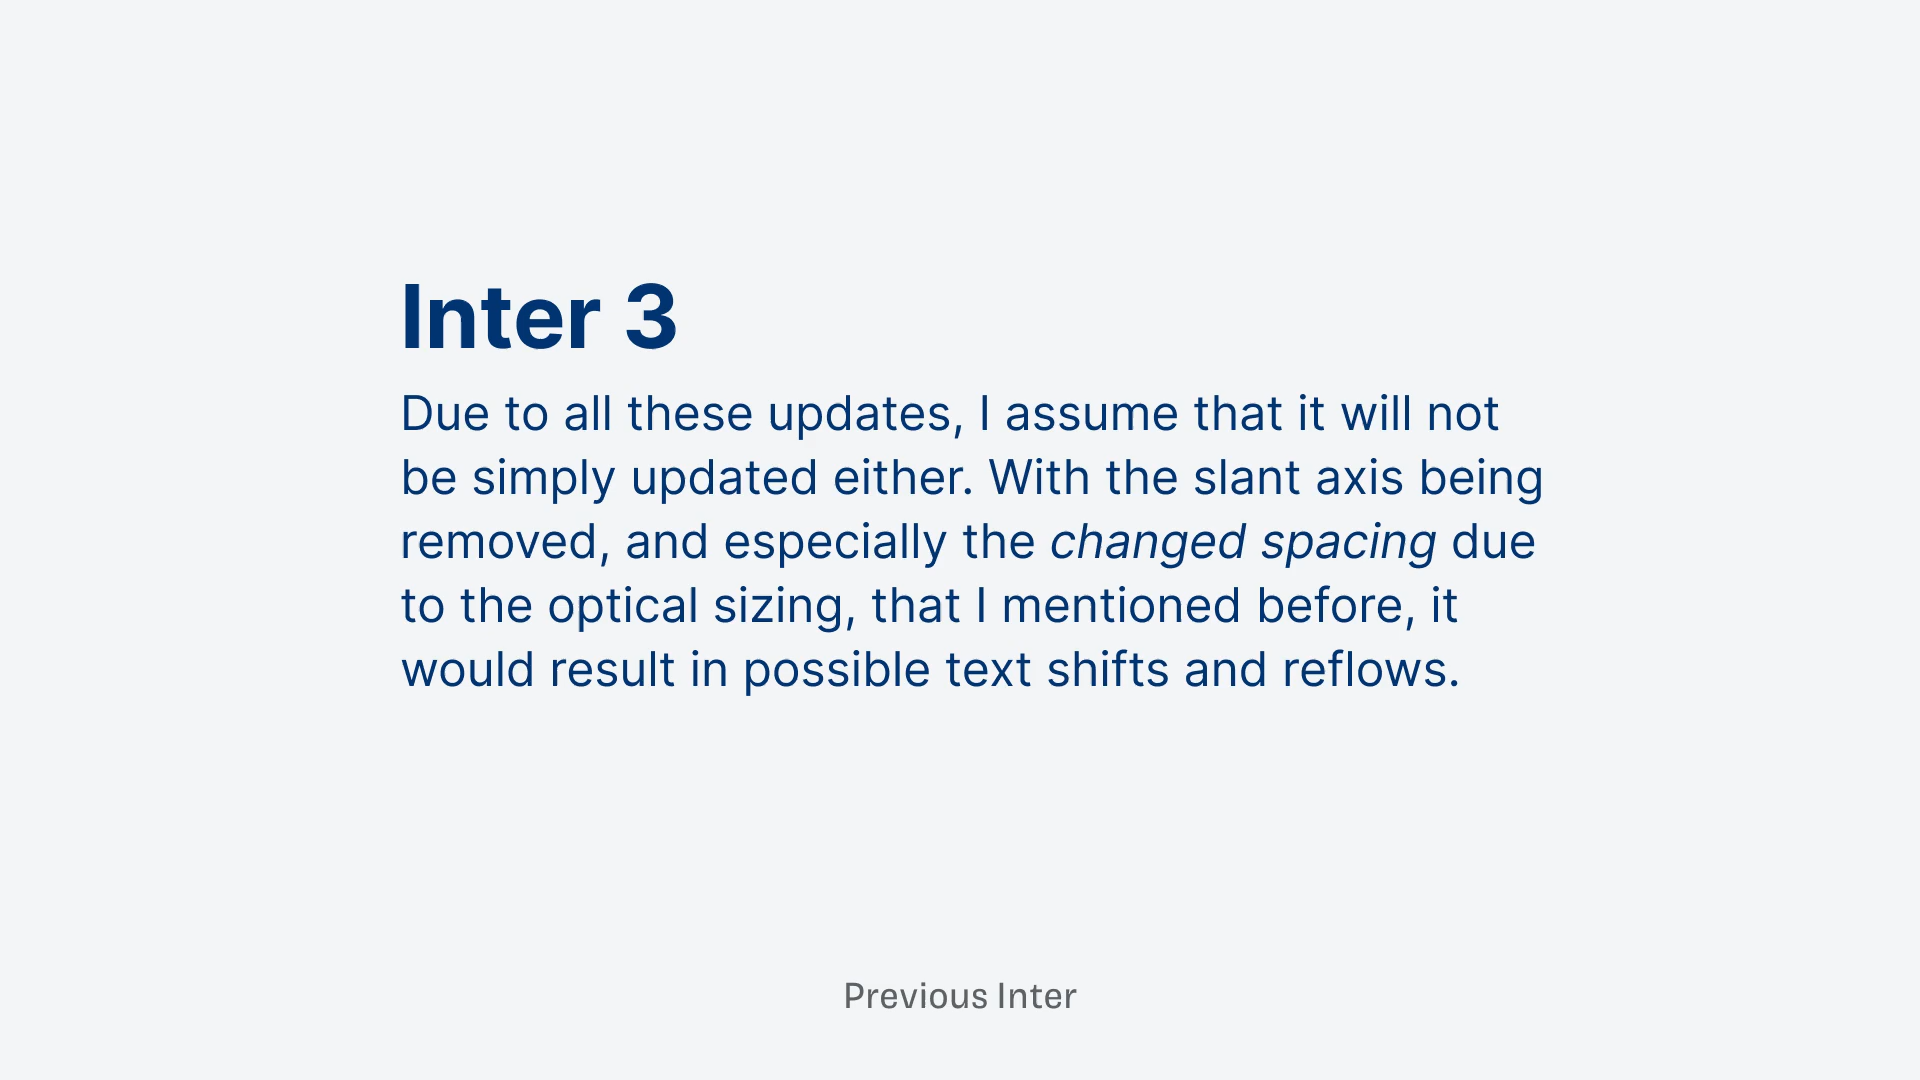 Inter 3
Due to all these updates, I assume that it will not
be simply updated either. With the slant axis being
removed, and especially the changed spacing due
to the optical sizing, that I mentioned before, it
would result in possible text shifts and reflows.
Previous Inter